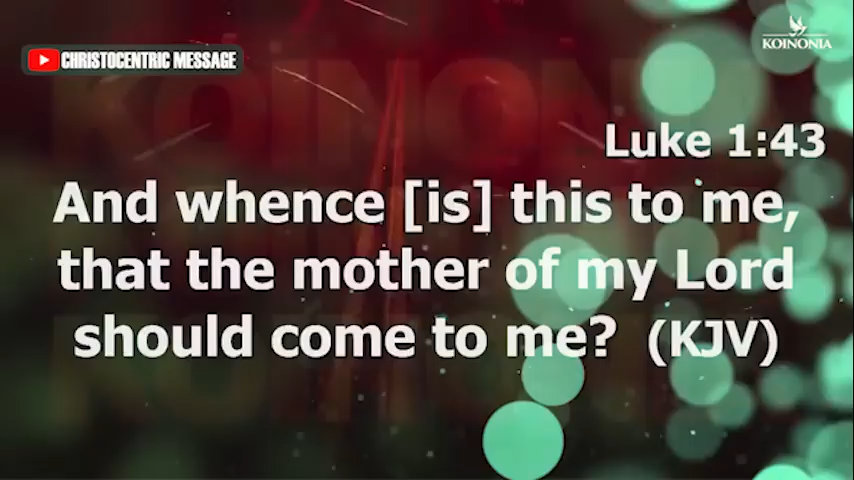 KOINONIA
CHRISTOCENTRIC MESSAGE
Luke 1:43
And whence [is] this to me,
that the mother of my Lord
should come to me? (KJV)